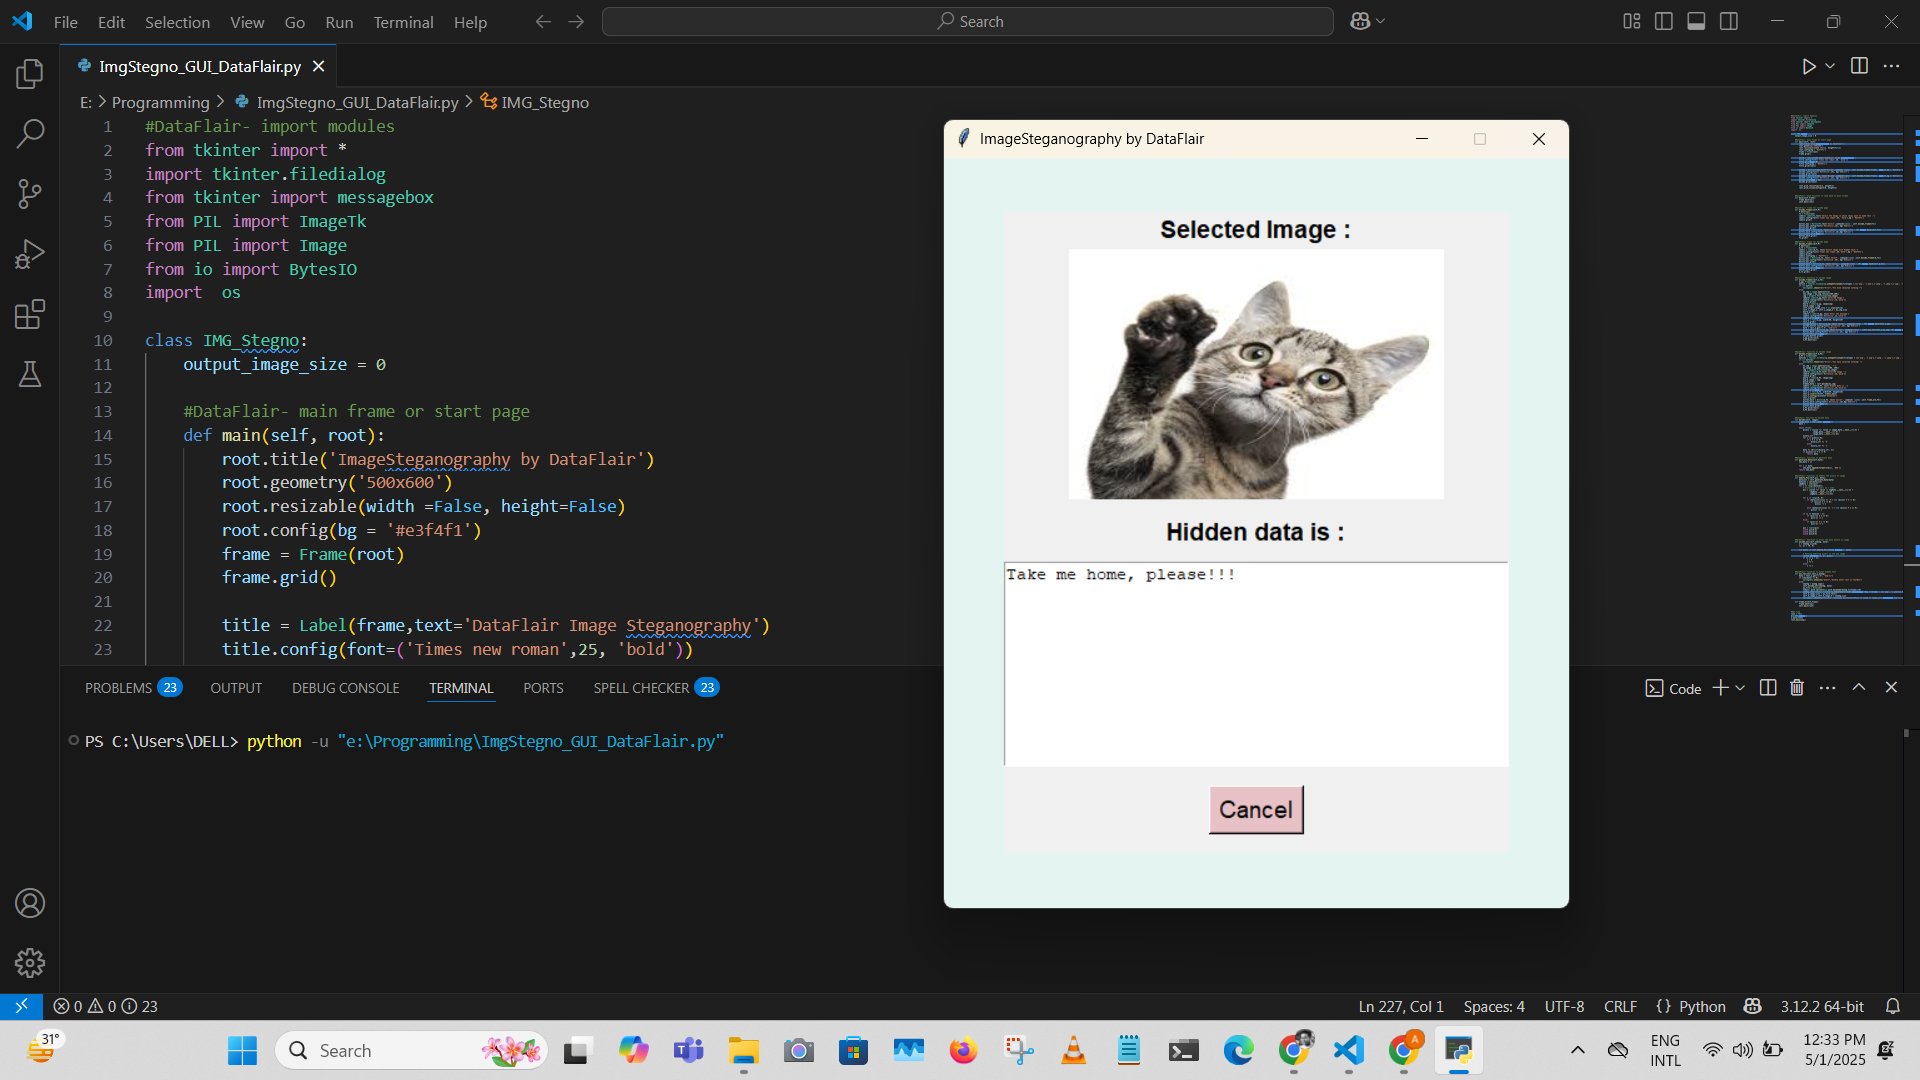 File Edit Selection View Go Run Terminal Help
Search
ImgStegno_GUI_DataFlair.py
E: > Programming > ImgStegno_GUI_DataFlair.py > IMG_Stegno
1 #DataFlair- import modules
2 from tkinter import *
3 import tkinter.filedialog
4 from tkinter import messagebox
5 from PIL import ImageTk
6 from PIL import Image
7 from io import BytesIO
8 import  os
9
10 class IMG_Stegno:
11     output_image_size = 0
12
13     #DataFlair- main frame or start page
14     def main(self, root):
15         root.title('ImageSteganography by DataFlair')
16         root.geometry('500x600')
17         root.resizable(width =False, height=False)
18         root.config(bg = '#e3f4f1')
19         frame = Frame(root)
20         frame.grid()
21
22         title = Label(frame,text='DataFlair Image Steganography')
23         title.config(font=('Times new roman',25, 'bold'))
ImageSteganography by DataFlair
Selected Image :
Hidden data is :
Take me home, please!!!
Cancel
PROBLEMS 23 OUTPUT DEBUG CONSOLE TERMINAL PORTS SPELL CHECKER 23
Code
PS C:\Users\DELL> python -u "e:\Programming\ImgStegno_GUI_DataFlair.py"
0 0 23
Ln 227, Col 1 Spaces: 4 UTF-8 CRLF {} Python 3.12.2 64-bit
31°
Search
A
ENG
INTL
12:33 PM
5/1/2025